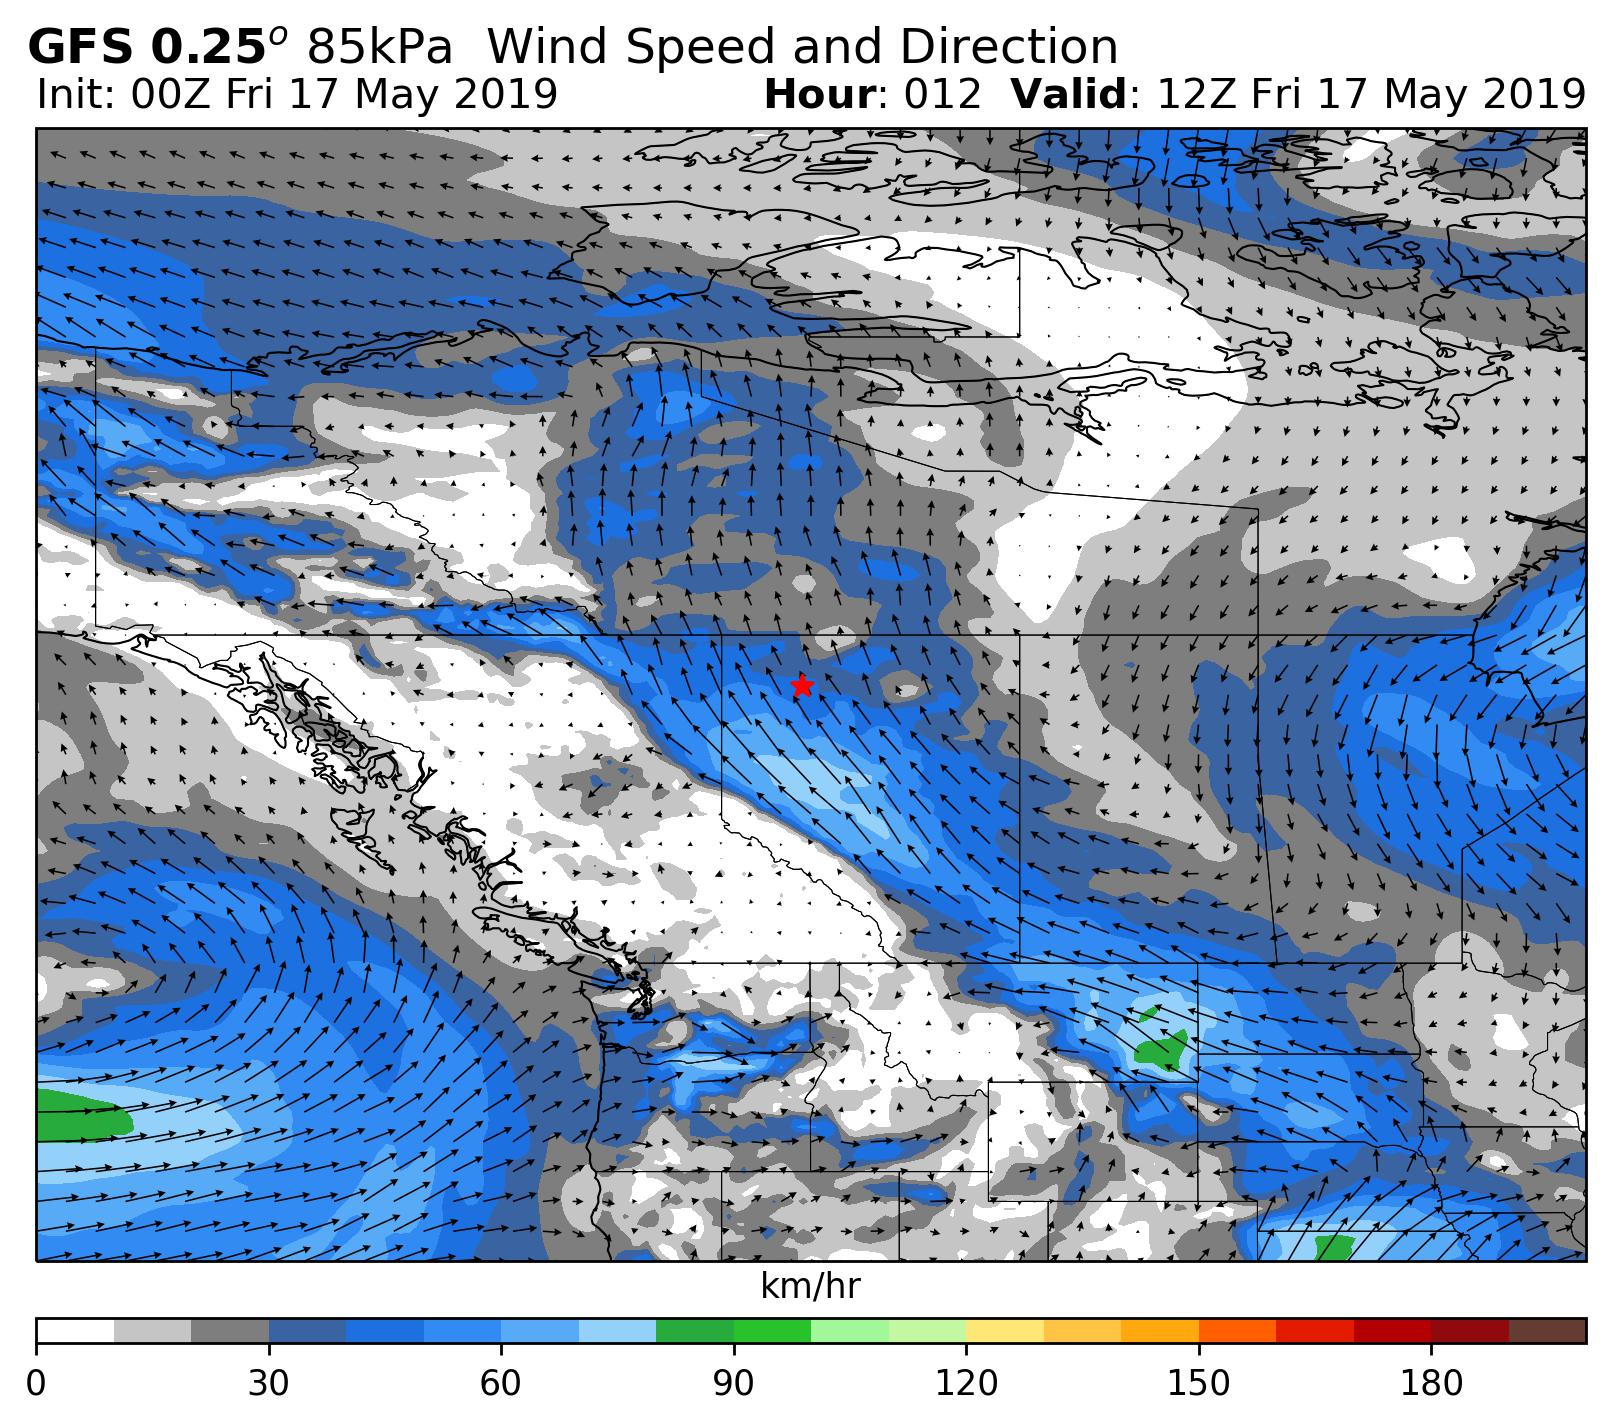 GFS 0.25° 85kPa Wind Speed and Direction
Init: 00Z Fri 17 May 2019 Hour: 012 Valid: 12Z Fri 17 May 2019
km/hr
0 30 60 90 120 150 180